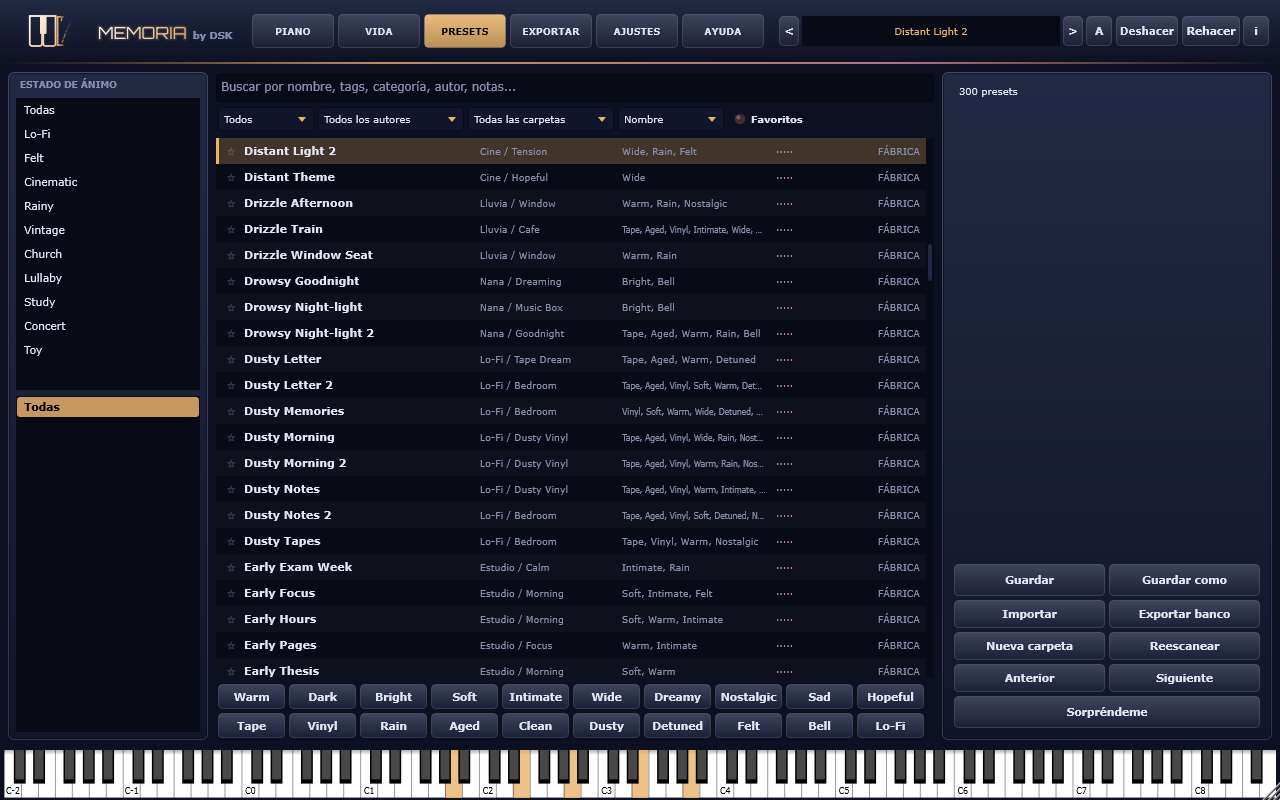 MEMORIA by DSK
PIANO
VIDA
PRESETS
EXPORTAR
AJUSTES
AYUDA
<
Distant Light 2
>
A
Deshacer
Rehacer
i
ESTADO DE ÁNIMO
Todas
Lo-Fi
Felt
Cinematic
Rainy
Vintage
Church
Lullaby
Study
Concert
Toy
Todas
Buscar por nombre, tags, categoría, autor, notas...
Todos
Todos los autores
Todas las carpetas
Nombre
Favoritos
☆ Distant Light 2 Cine / Tension Wide, Rain, Felt ..... FÁBRICA
☆ Distant Theme Cine / Hopeful Wide ..... FÁBRICA
☆ Drizzle Afternoon Lluvia / Window Warm, Rain, Nostalgic ..... FÁBRICA
☆ Drizzle Train Lluvia / Cafe Tape, Aged, Vinyl, Intimate, Wide, ... ..... FÁBRICA
☆ Drizzle Window Seat Lluvia / Window Warm, Rain ..... FÁBRICA
☆ Drowsy Goodnight Nana / Dreaming Bright, Bell ..... FÁBRICA
☆ Drowsy Night-light Nana / Music Box Bright, Bell ..... FÁBRICA
☆ Drowsy Night-light 2 Nana / Goodnight Tape, Aged, Warm, Rain, Bell ..... FÁBRICA
☆ Dusty Letter Lo-Fi / Tape Dream Tape, Aged, Warm, Detuned ..... FÁBRICA
☆ Dusty Letter 2 Lo-Fi / Bedroom Tape, Aged, Vinyl, Soft, Warm, Det... ..... FÁBRICA
☆ Dusty Memories Lo-Fi / Bedroom Vinyl, Soft, Warm, Wide, Detuned, ... ..... FÁBRICA
☆ Dusty Morning Lo-Fi / Dusty Vinyl Tape, Aged, Vinyl, Wide, Rain, Nost... ..... FÁBRICA
☆ Dusty Morning 2 Lo-Fi / Dusty Vinyl Tape, Aged, Vinyl, Warm, Rain, Nos... ..... FÁBRICA
☆ Dusty Notes Lo-Fi / Dusty Vinyl Tape, Aged, Vinyl, Warm, Intimate, ... ..... FÁBRICA
☆ Dusty Notes 2 Lo-Fi / Bedroom Tape, Aged, Vinyl, Soft, Detuned, N... ..... FÁBRICA
☆ Dusty Tapes Lo-Fi / Bedroom Tape, Vinyl, Warm, Nostalgic ..... FÁBRICA
☆ Early Exam Week Estudio / Calm Intimate, Rain ..... FÁBRICA
☆ Early Focus Estudio / Morning Soft, Intimate, Felt ..... FÁBRICA
☆ Early Hours Estudio / Morning Soft, Warm, Intimate ..... FÁBRICA
☆ Early Pages Estudio / Focus Warm, Intimate ..... FÁBRICA
☆ Early Thesis Estudio / Morning Soft, Warm ..... FÁBRICA
Warm Dark Bright Soft Intimate Wide Dreamy Nostalgic Sad Hopeful
Tape Vinyl Rain Aged Clean Dusty Detuned Felt Bell Lo-Fi
300 presets
Guardar
Guardar como
Importar
Exportar banco
Nueva carpeta
Reescanear
Anterior
Siguiente
Sorpréndeme
C-2 C-1 C0 C1 C2 C3 C4 C5 C6 C7 C8